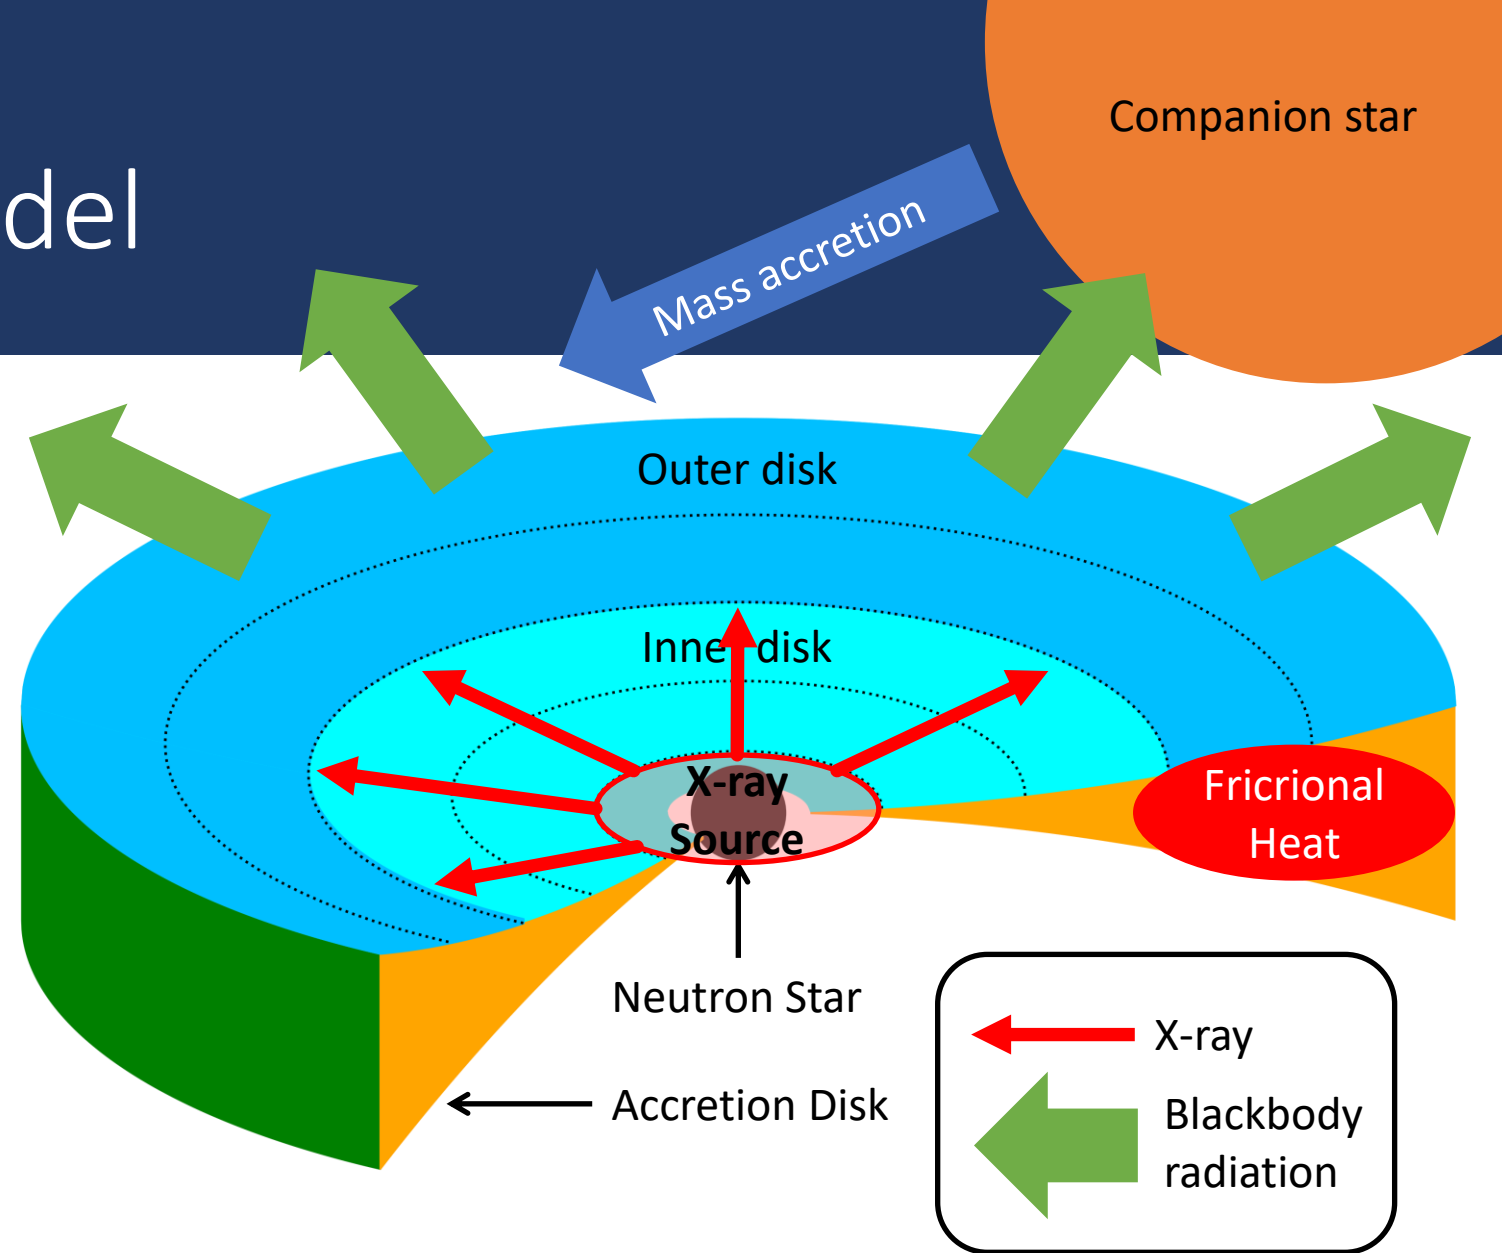 Companion star
del
Mass accretion
Outer disk
Inne disk
X-ray
Source
Fricrional
Heat
Neutron Star
Accretion Disk
X-ray
Blackbody
radiation